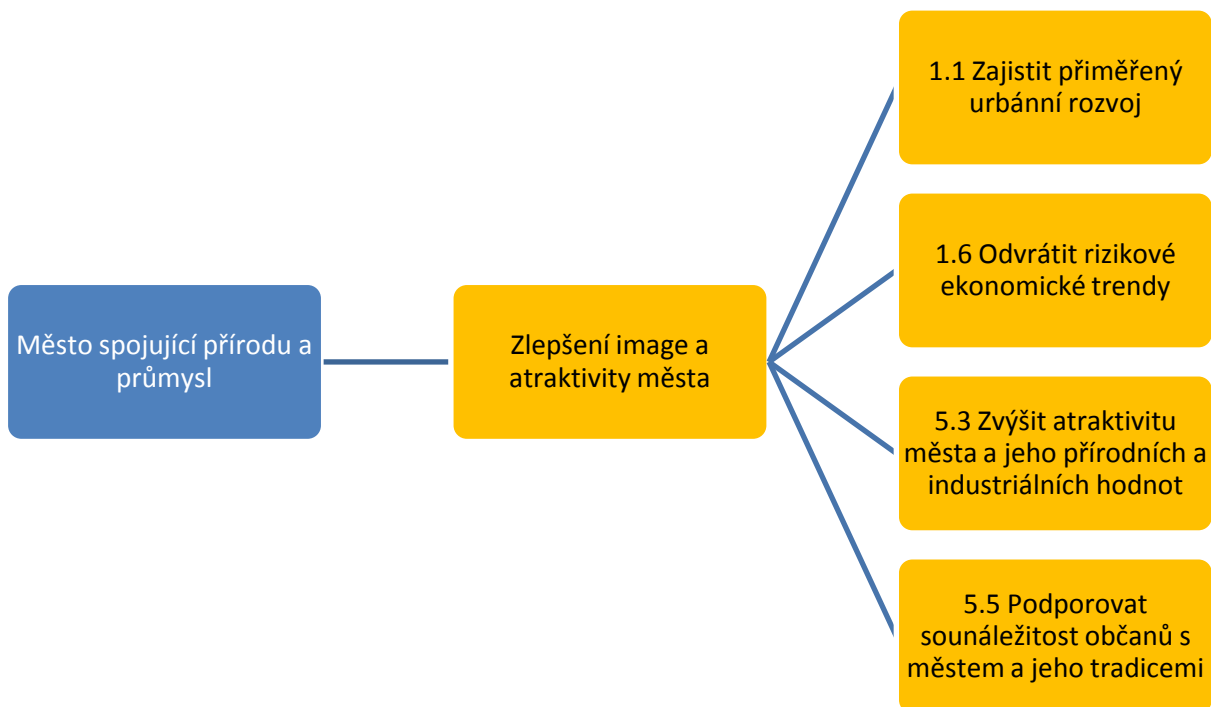 Město spojující přírodu a
průmysl
Zlepšení image a
atraktivity města
1.1 Zajistit přiměřený
urbánní rozvoj
1.6 Odvrátit rizikové
ekonomické trendy
5.3 Zvýšit atraktivitu
města a jeho přírodních a
industriálních hodnot
5.5 Podporovat
sounáležitost občanů s
městem a jeho tradicemi